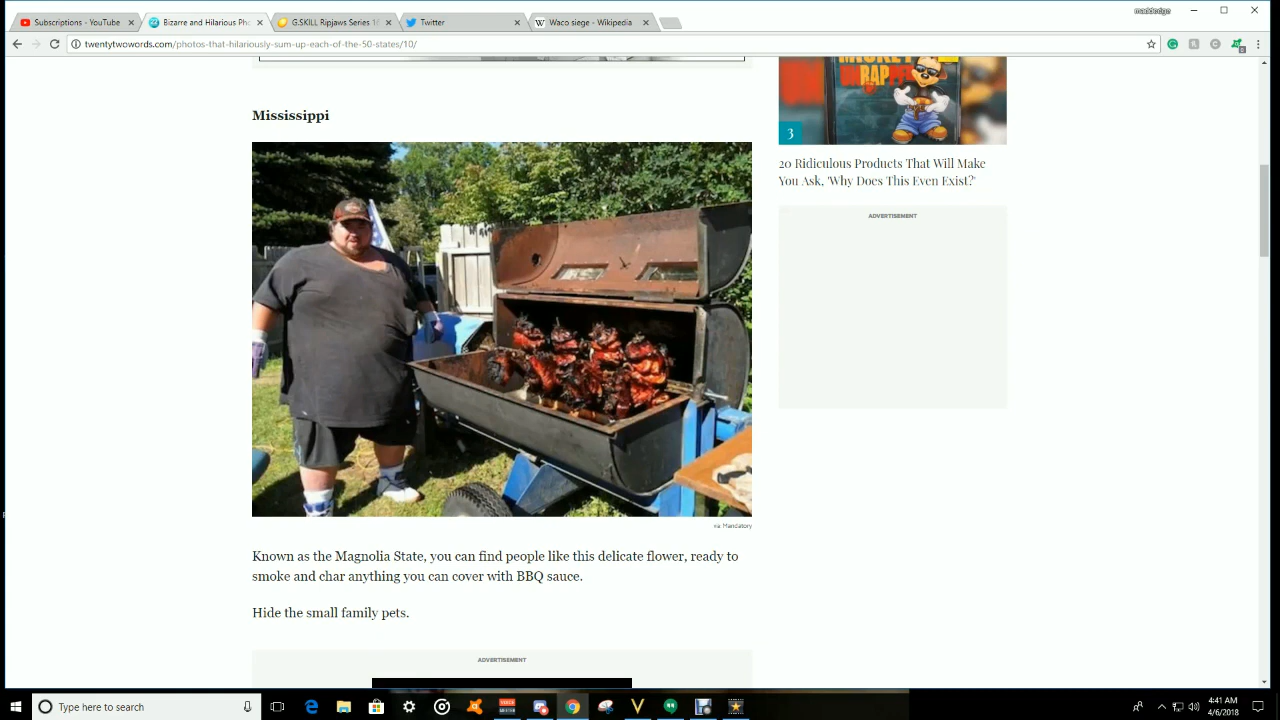 maddodge
Subscriptions - YouTube
Bizarre and Hilarious Pho
G.SKILL Ripjaws Series 16
Twitter
Waco siege - Wikipedia
twentytwowords.com/photos-that-hilariously-sum-up-each-of-the-50-states/10/
Mississippi
via Mandatory
Known as the Magnolia State, you can find people like this delicate flower, ready to
smoke and char anything you can cover with BBQ sauce.
Hide the small family pets.
ADVERTISEMENT
3
20 Ridiculous Products That Will Make
You Ask, 'Why Does This Even Exist?'
ADVERTISEMENT
Type here to search
4:41 AM
4/6/2018